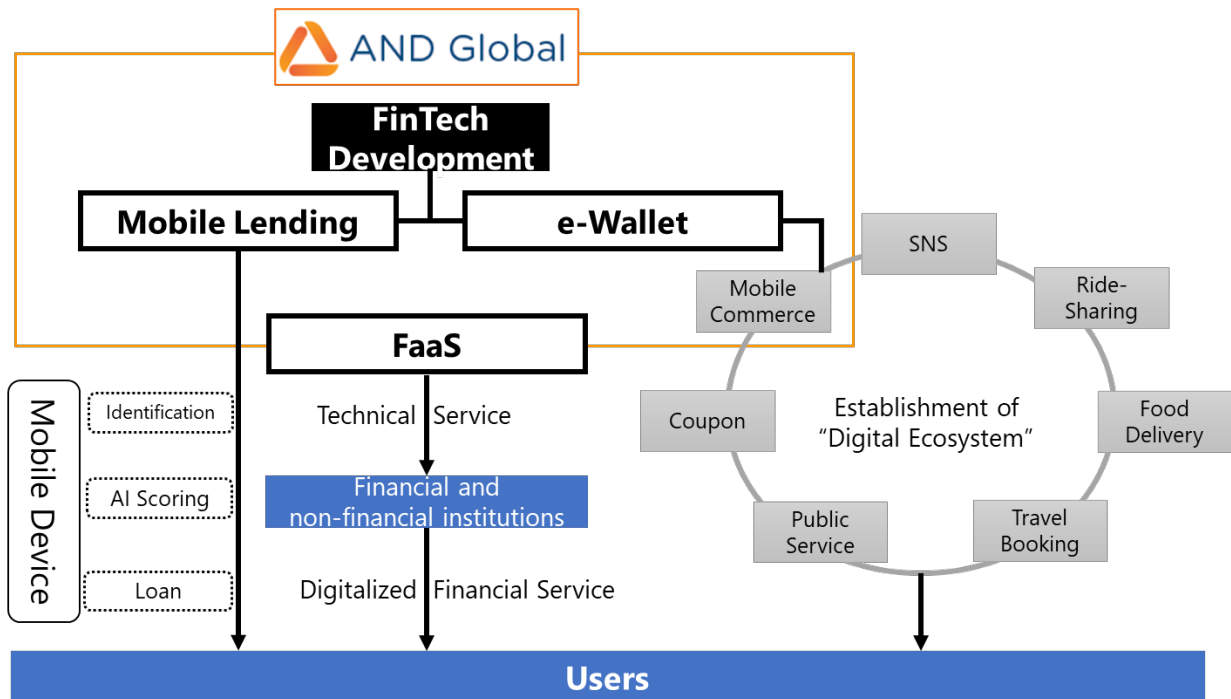 AND Global
FinTech
Development
Mobile Lending
e-Wallet
SNS
Mobile
Commerce
Ride-
Sharing
FaaS
Mobile Device
Identification
Technical Service
Coupon
Establishment of
“Digital Ecosystem”
Food
Delivery
AI Scoring
Financial and
non-financial institutions
Public
Service
Travel
Booking
Loan
Digitalized Financial Service
Users